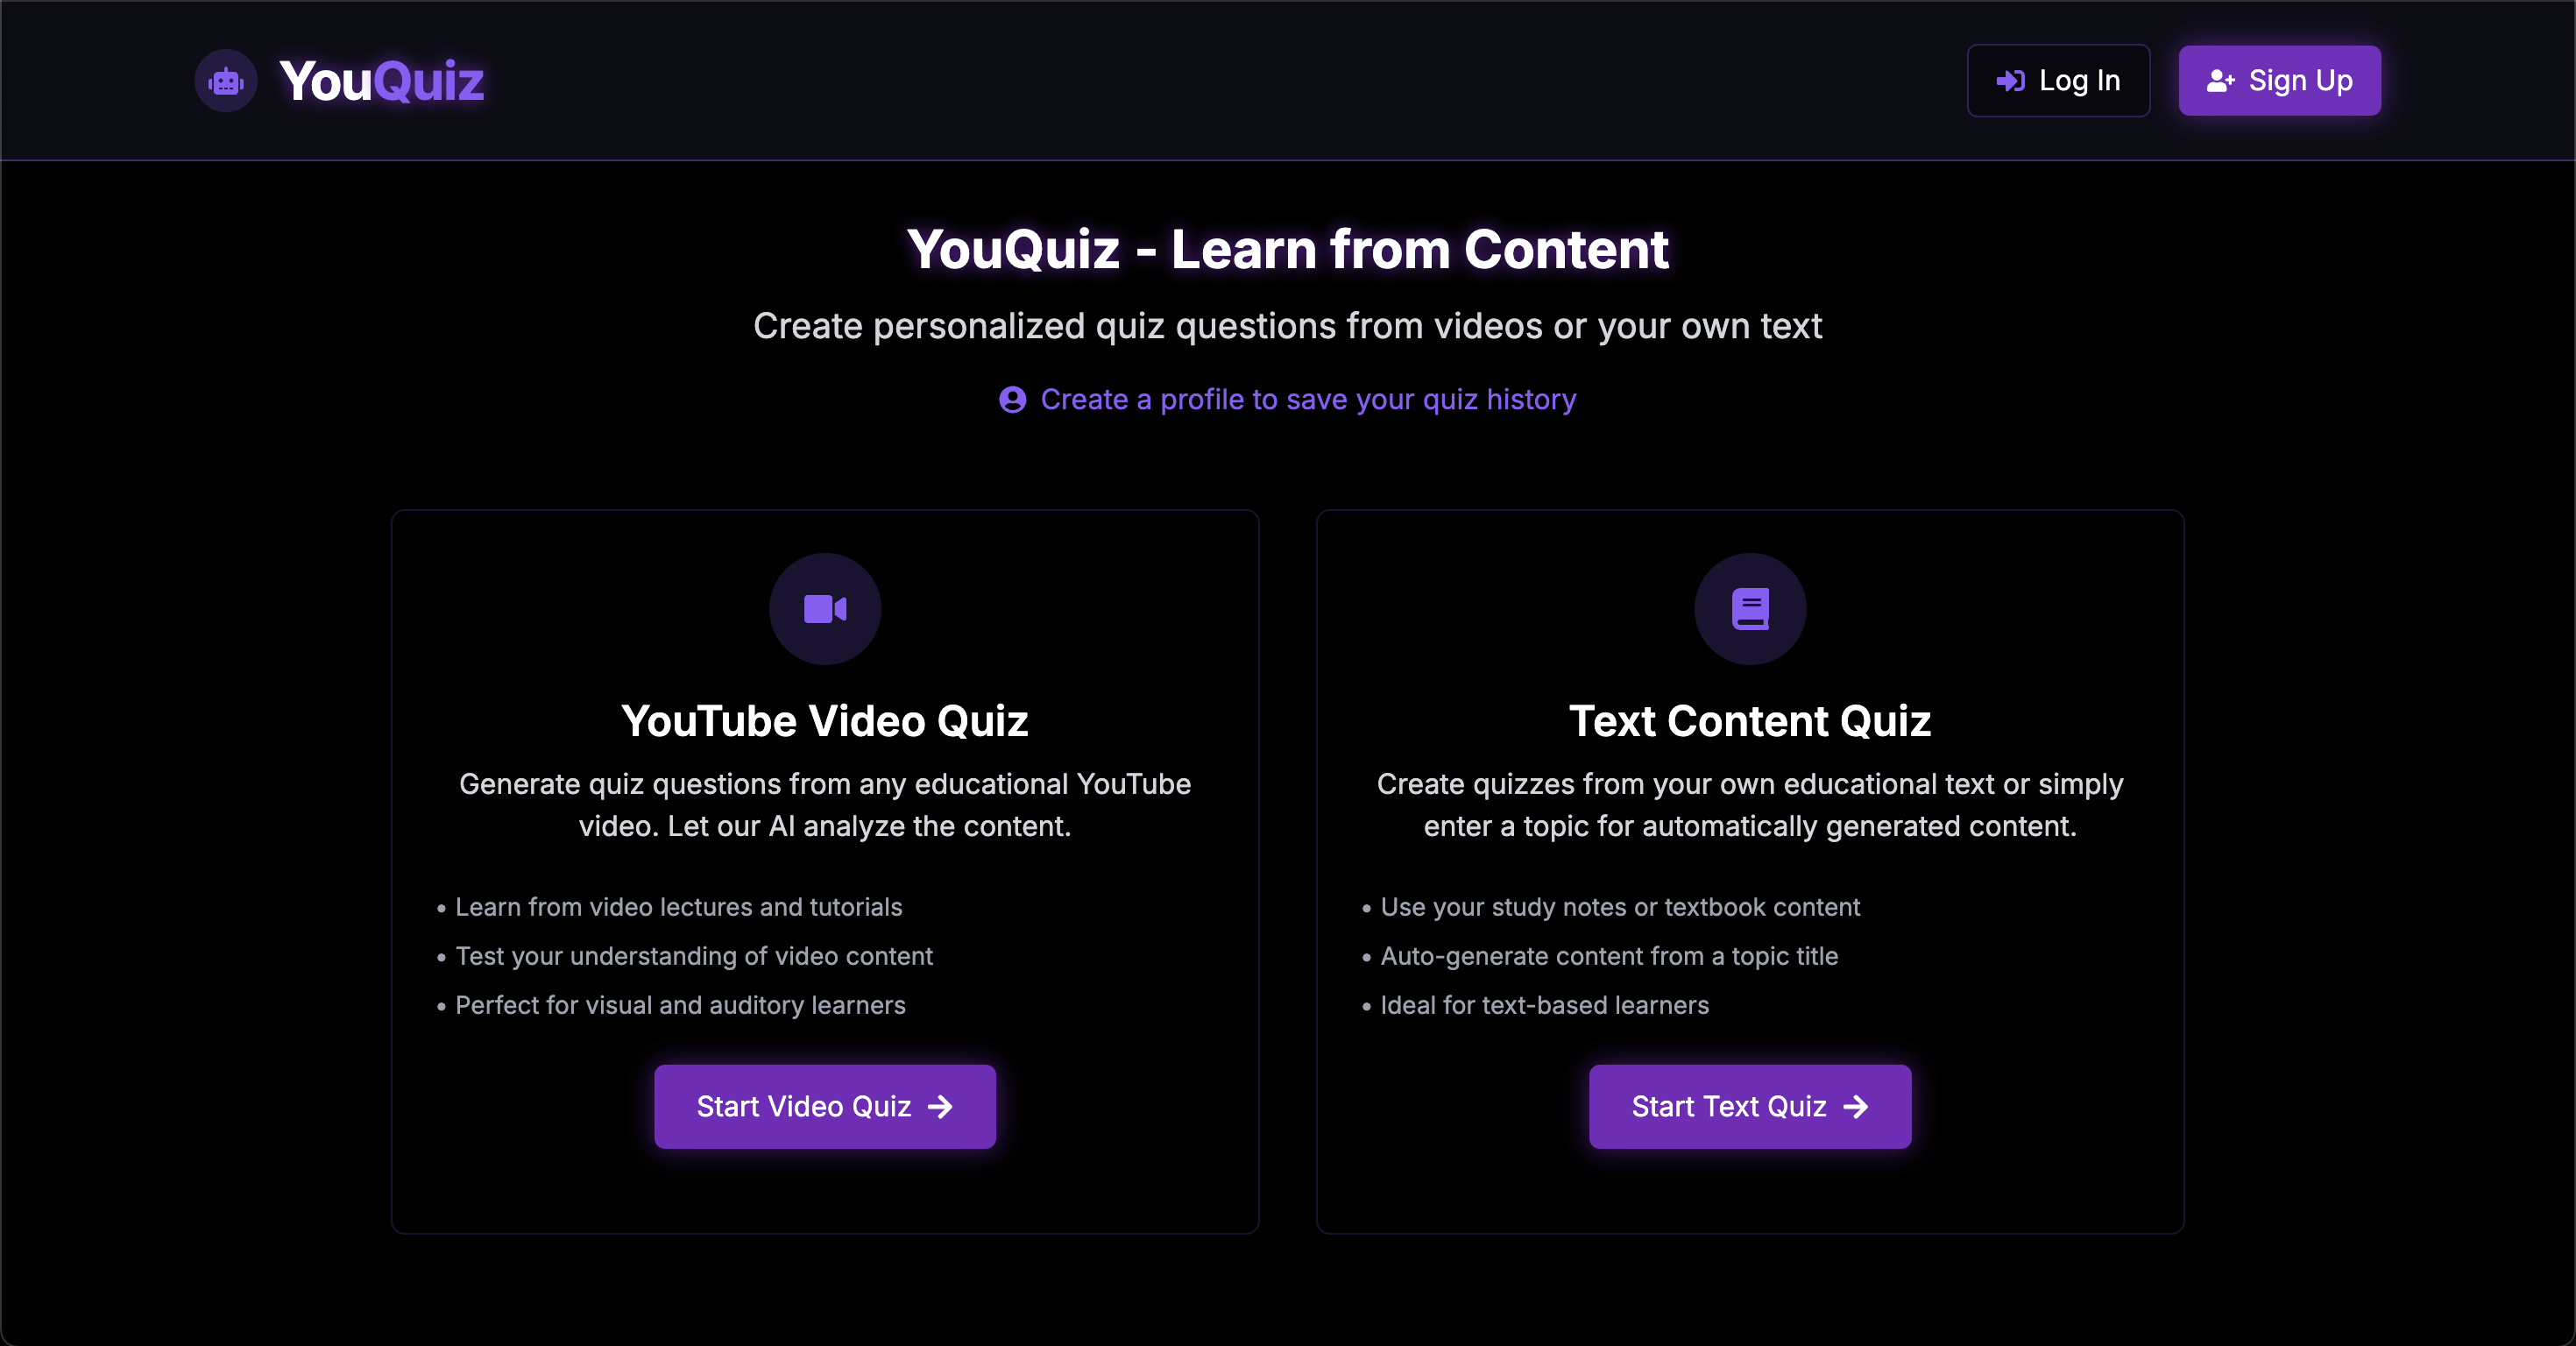 YouQuiz
Log In
Sign Up
YouQuiz - Learn from Content
Create personalized quiz questions from videos or your own text
Create a profile to save your quiz history
YouTube Video Quiz
Generate quiz questions from any educational YouTube
video. Let our AI analyze the content.
• Learn from video lectures and tutorials
• Test your understanding of video content
• Perfect for visual and auditory learners
Start Video Quiz
Text Content Quiz
Create quizzes from your own educational text or simply
enter a topic for automatically generated content.
• Use your study notes or textbook content
• Auto-generate content from a topic title
• Ideal for text-based learners
Start Text Quiz